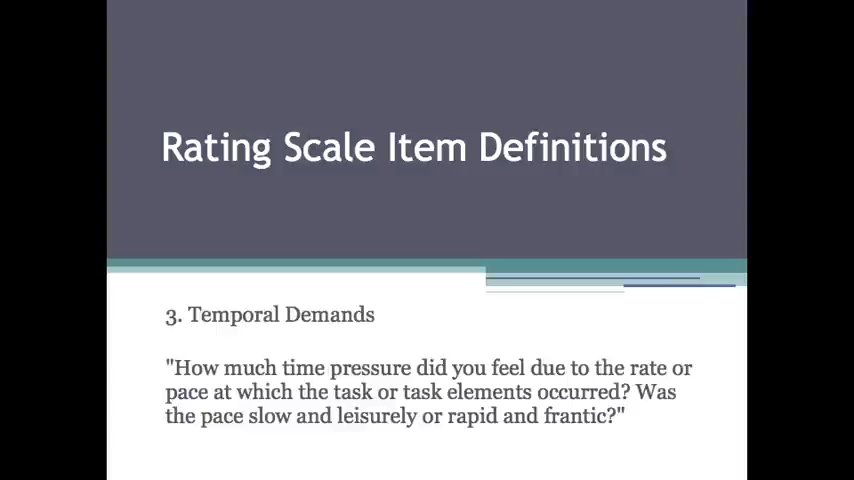 Rating Scale Item Definitions
3. Temporal Demands
"How much time pressure did you feel due to the rate or
pace at which the task or task elements occurred? Was
the pace slow and leisurely or rapid and frantic?"